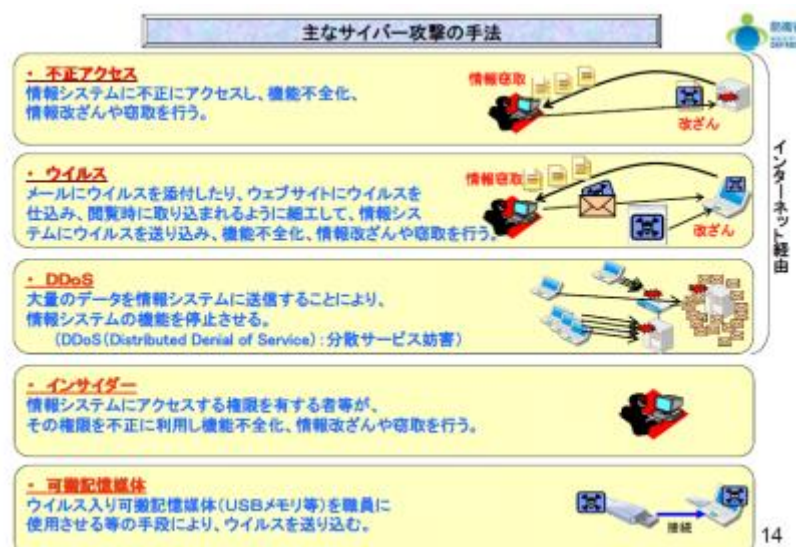 主なサイバー攻撃の手法
防衛省
・ 不正アクセス
情報システムに不正にアクセスし、機能不全化、
情報改ざんや窃取を行う。
情報窃取
改ざん
・ ウイルス
メールにウイルスを添付したり、ウェブサイトにウイルスを
仕込み、閲覧時に取り込まれるように細工して、情報シス
テムにウイルスを送り込み、機能不全化、情報改ざんや窃取を行う。
情報窃取
改ざん
・ DDoS
大量のデータを情報システムに送信することにより、
情報システムの機能を停止させる。
(DDoS(Distributed Denial of Service):分散サービス妨害)
インターネット経由
・ インサイダー
情報システムにアクセスする権限を有する者等が、
その権限を不正に利用し機能不全化、情報改ざんや窃取を行う。
・ 可搬記憶媒体
ウイルス入り可搬記憶媒体(USBメモリ等)を職員に
使用させる等の手段により、ウイルスを送り込む。
接続
14